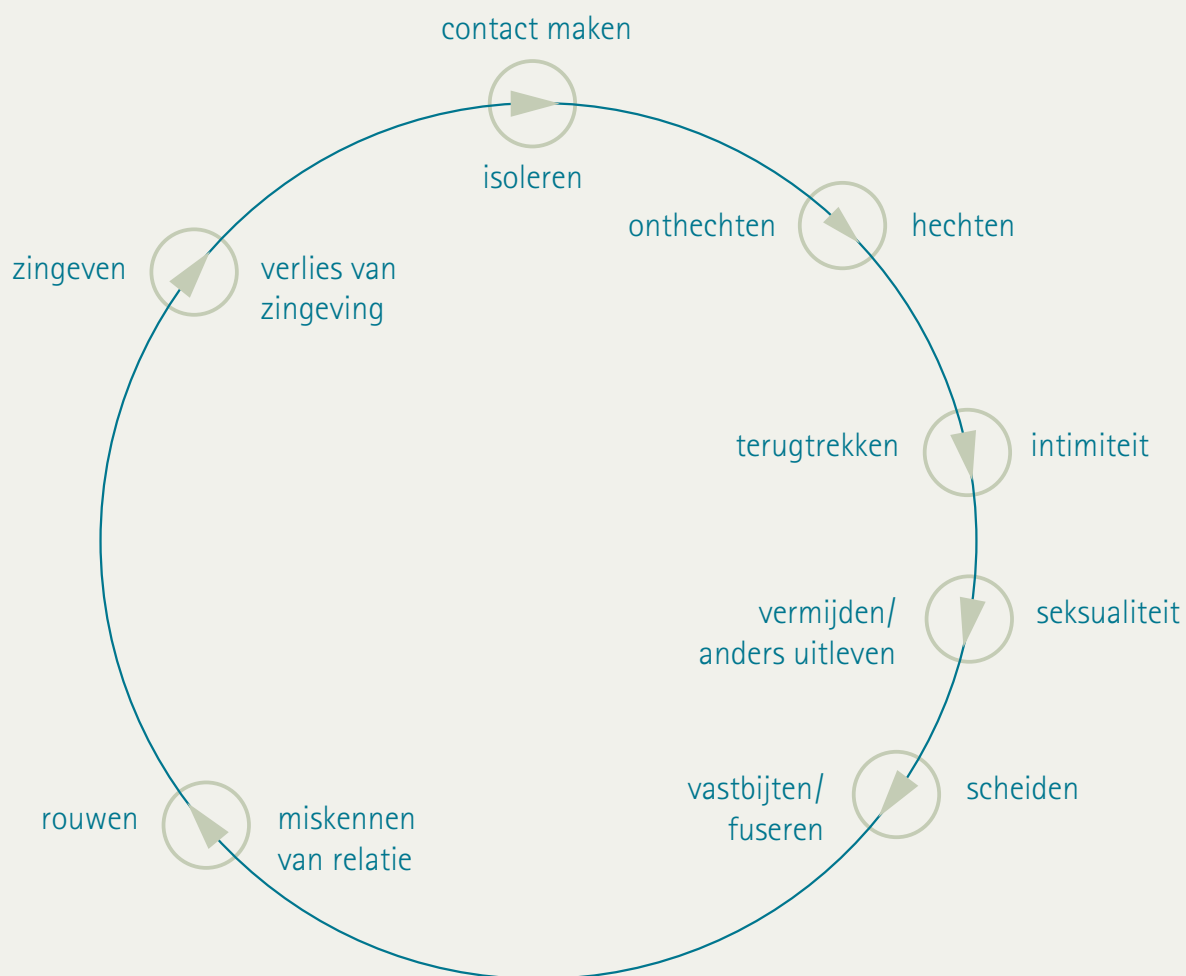 contact maken
isoleren
onthechten
hechten
zingeven
verlies van
zingeving
terugtrekken
intimiteit
vermijden/
anders uitleven
seksualiteit
vastbijten/
fuseren
scheiden
rouwen
miskennen
van relatie